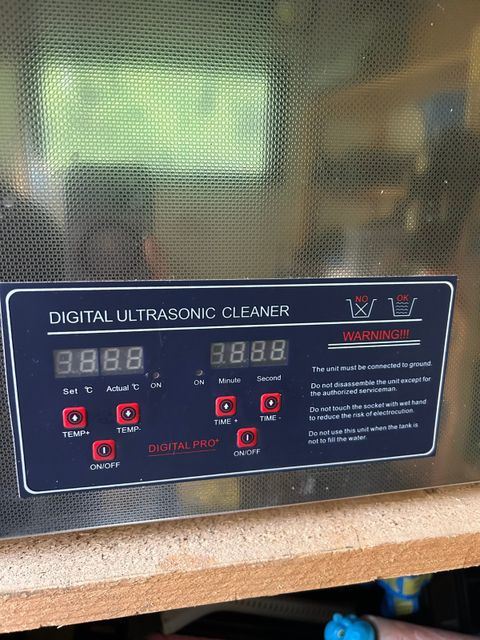 DIGITAL ULTRASONIC CLEANER
NO OK
WARNING!!!
Set °C Actual °C ON
ON Minute Second
TEMP+ TEMP-
ON/OFF
TIME + TIME -
ON/OFF
DIGITAL PRO+
The unit must be connected to ground.
Do not disassemble the unit except for
the authorized serviceman.
Do not touch the socket with wet hand
to reduce the risk of electrocution.
Do not use this unit when the tank is
not to fill the water.